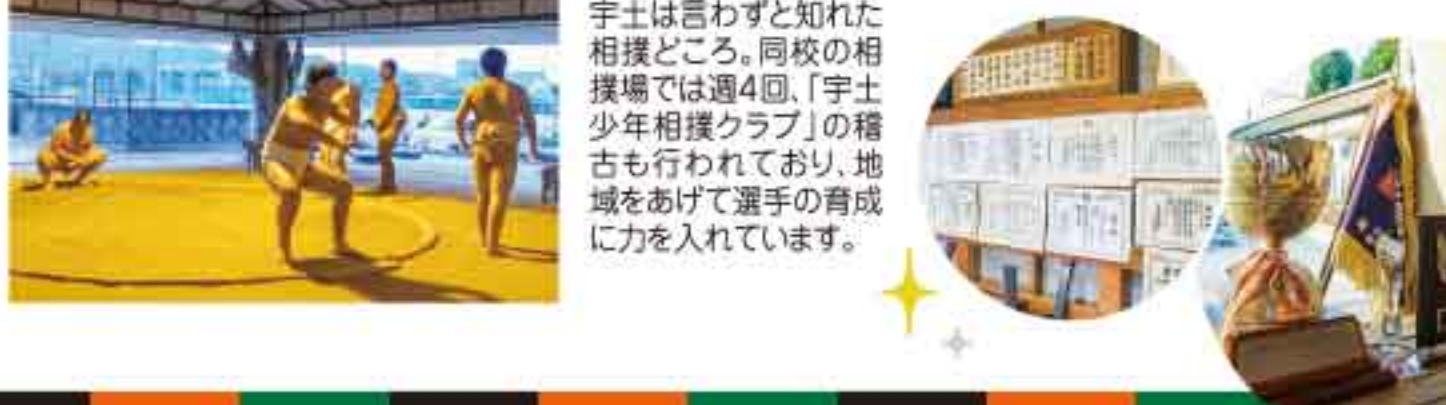 宇土は言わずと知れた
相撲どころ。同校の相
撲場では週4回、「宇土
少年相撲クラブ」の稽
古も行われており、地
域をあげて選手の育成
に力を入れています。